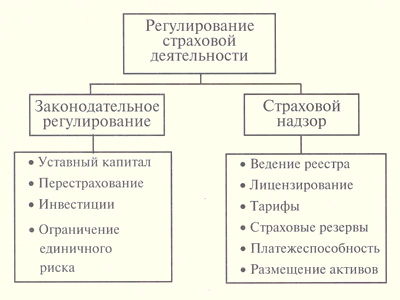 Регулирование
страховой
деятельности
Законодательное
регулирование
Страховой
надзор
• Уставный капитал
• Перестрахование
• Инвестиции
• Ограничение
единичного
риска
• Ведение реестра
• Лицензирование
• Тарифы
• Страховые резервы
• Платежеспособность
• Размещение активов